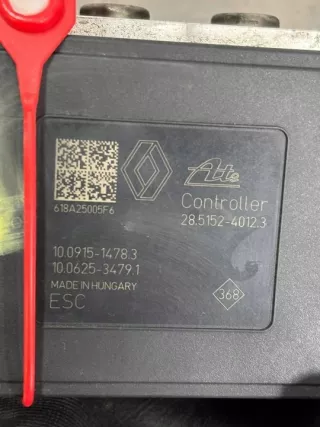 618A25005F6
Ate
Controller
28.5152-4012.3
10.0915-1478.3
10.0625-3479.1
MADE IN HUNGARY
ESC
368